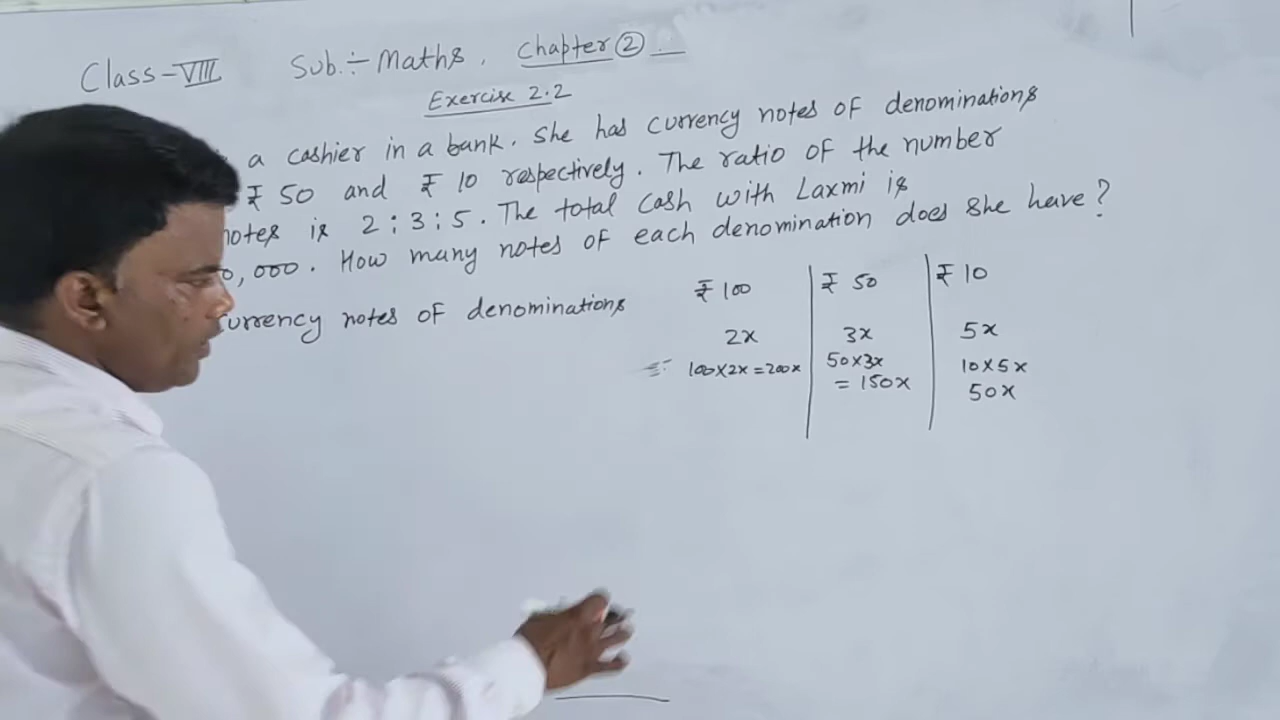 Class-VIII Sub.:- Maths, Chapter 2
Exercise 2.2
a cashier in a bank. She has currency notes of denominations
₹ 50 and ₹ 10 respectively. The ratio of the number
notes is 2 : 3 : 5. The total cash with Laxmi is
0,000. How many notes of each denomination does she have?
currency notes of denominations ₹ 100 ₹ 50 ₹ 10
2x 3x 5x
100×2x=200x 50×3x 10×5x
= 150x 50x